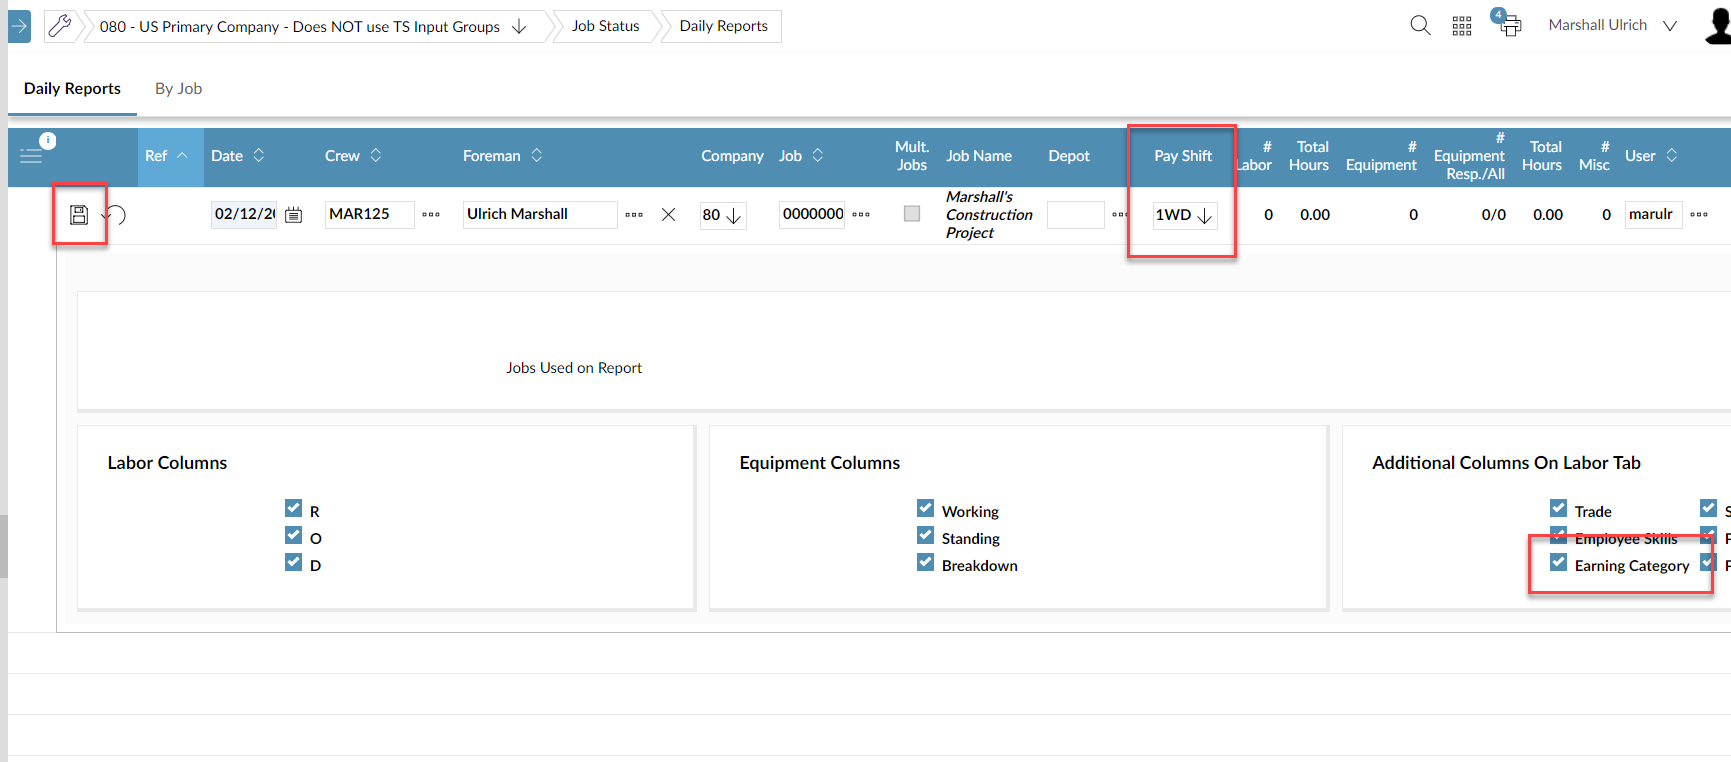 080 - US Primary Company - Does NOT use TS Input Groups
Job Status
Daily Reports
4
Marshall Ulrich
Daily Reports
By Job
i
Ref
Date
Crew
Foreman
Company
Job
Mult. Jobs
Job Name
Depot
Pay Shift
# Labor
Total Hours
# Equipment
# Equipment Resp./All
Total Hours
# Misc
User
02/12/20
MAR125
Ulrich Marshall
80
0000000
Marshall's
Construction
Project
1WD
0
0.00
0
0/0
0.00
0
marulr
Jobs Used on Report
Labor Columns
R
O
D
Equipment Columns
Working
Standing
Breakdown
Additional Columns On Labor Tab
Trade
S
Employee Skills
Earning Category